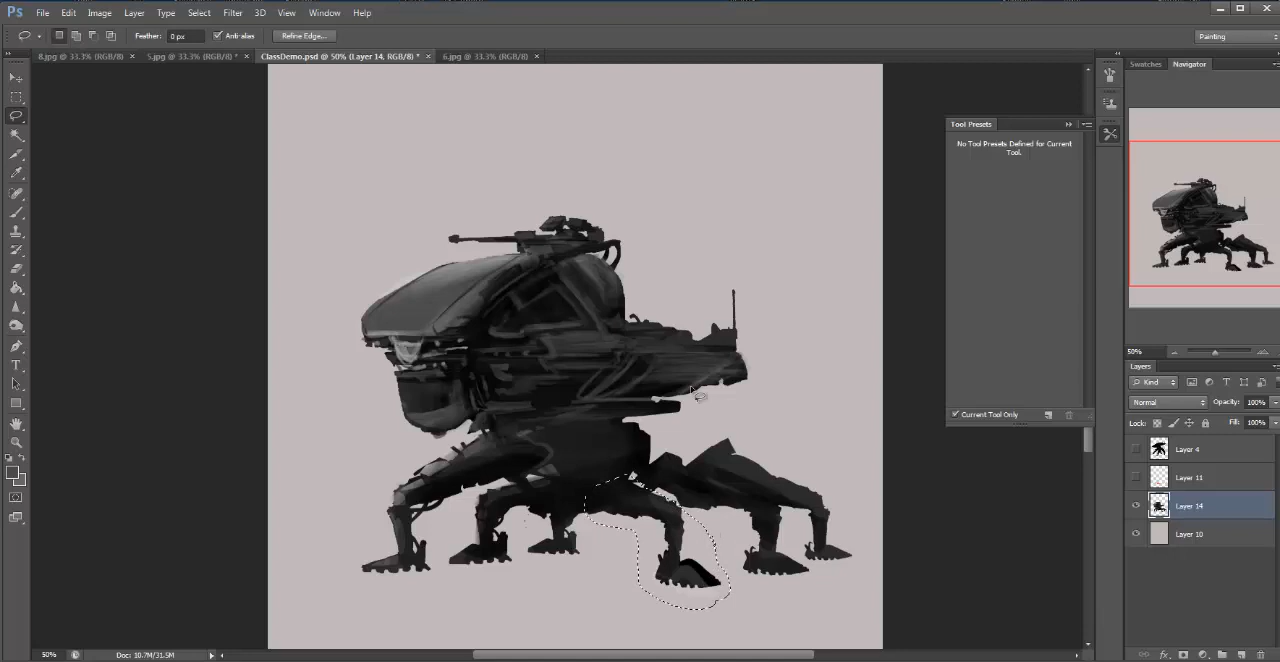 Ps File Edit Image Layer Type Select Filter 3D View Window Help
Feather: 0 px Anti-alias Refine Edge... Painting
8.jpg @ 33.3% (RGB/8) × 5.jpg @ 33.3% (RGB/8) * × ClassDemo.psd @ 50% (Layer 14, RGB/8) * × 6.jpg @ 33.3% (RGB/8) ×
Swatches Navigator
Tool Presets
No Tool Presets Defined for Current
Tool.
50%
Layers
Kind
Normal Opacity: 100%
Current Tool Only
Lock: Fill: 100%
Layer 4
Layer 11
Layer 14
Layer 10
50% Doc: 10.7M/31.5M